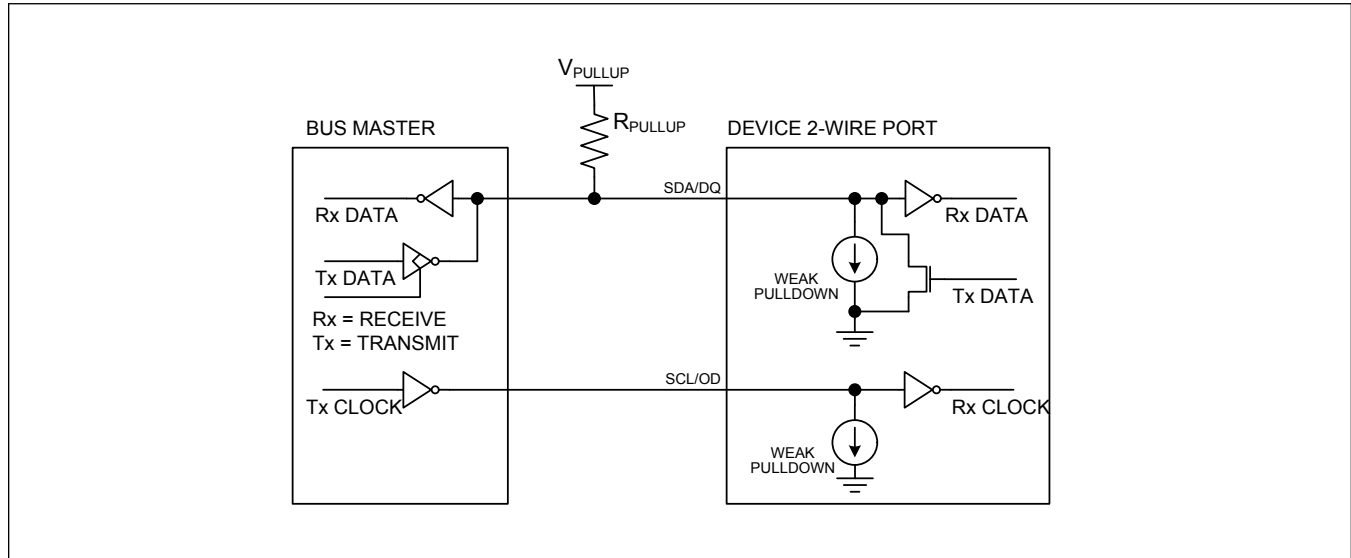 VPULLUP
RPULLUP
BUS MASTER
DEVICE 2-WIRE PORT
SDA/DQ
Rx DATA
Rx DATA
Tx DATA
WEAK
PULLDOWN
Tx DATA
Rx = RECEIVE
Tx = TRANSMIT
SCL/OD
Tx CLOCK
Rx CLOCK
WEAK
PULLDOWN